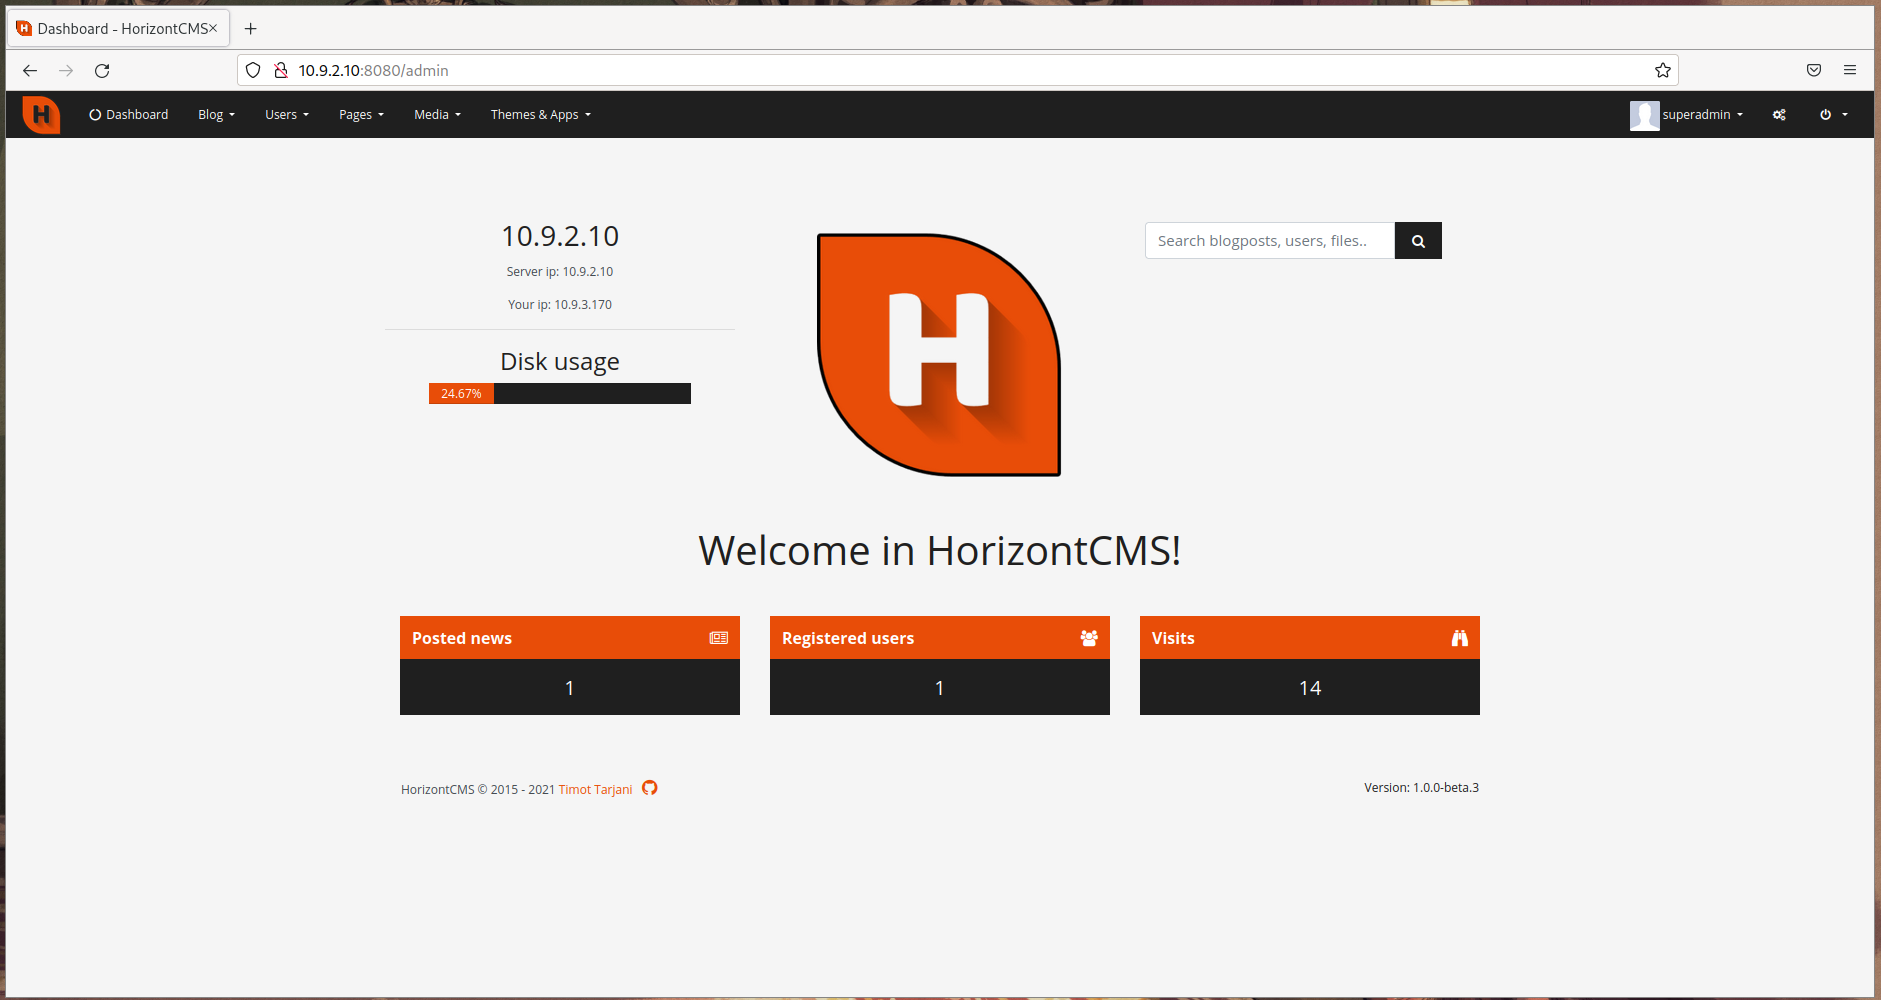 Dashboard - HorizontCMS
10.9.2.10:8080/admin
H
Dashboard Blog Users Pages Media Themes & Apps superadmin
10.9.2.10
Server ip: 10.9.2.10
Your ip: 10.9.3.170
Disk usage
24.67%
H
Search blogposts, users, files..
Welcome in HorizontCMS!
Posted news
1
Registered users
1
Visits
14
HorizontCMS © 2015 - 2021 Timot Tarjani
Version: 1.0.0-beta.3